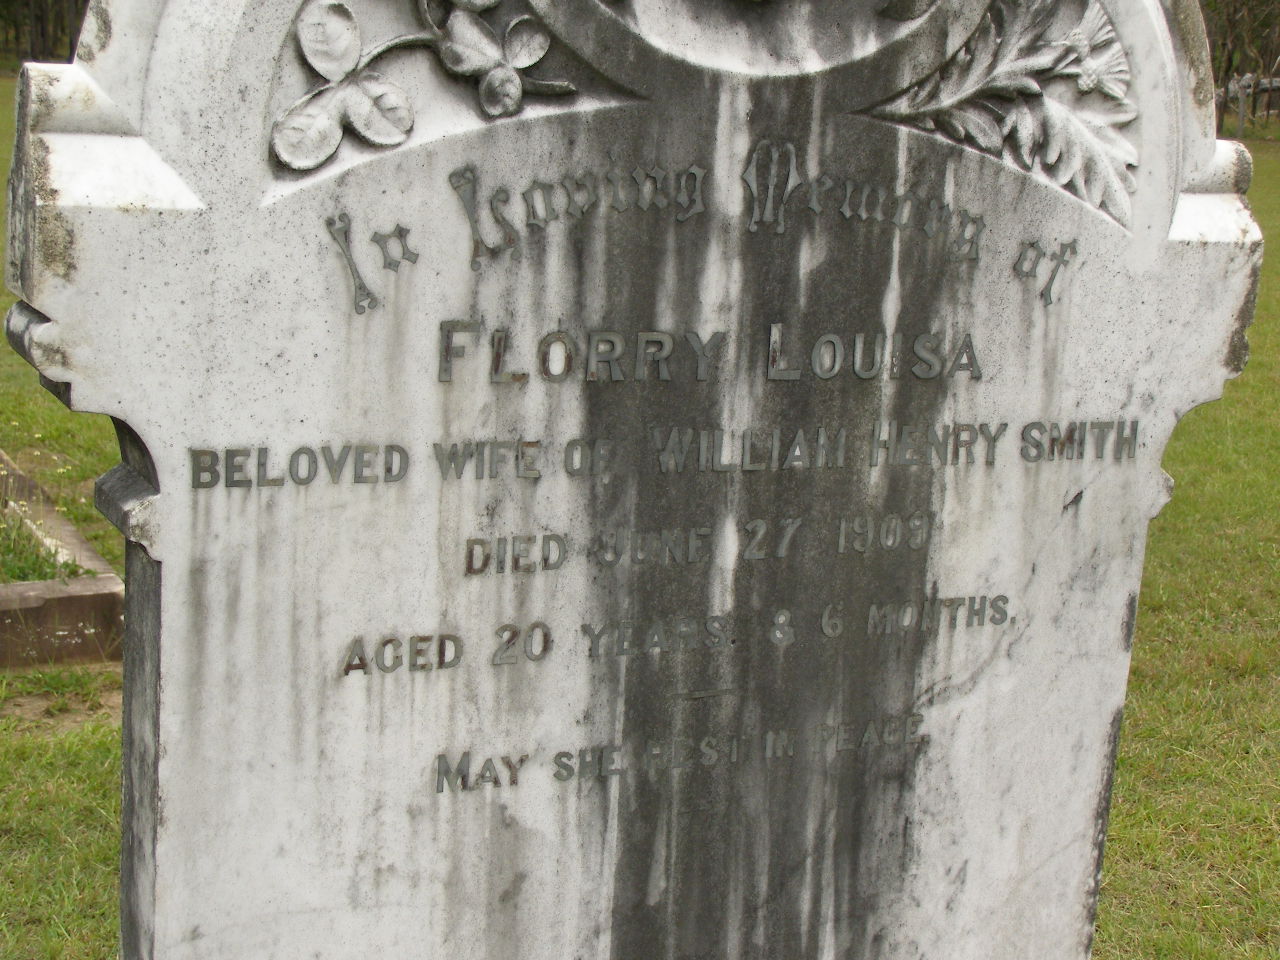 In Loving Memory of
FLORRY LOUISA
BELOVED WIFE OF WILLIAM HENRY SMITH
DIED JUNE 27 1909
AGED 20 YEARS & 6 MONTHS.
MAY SHE REST IN PEACE.